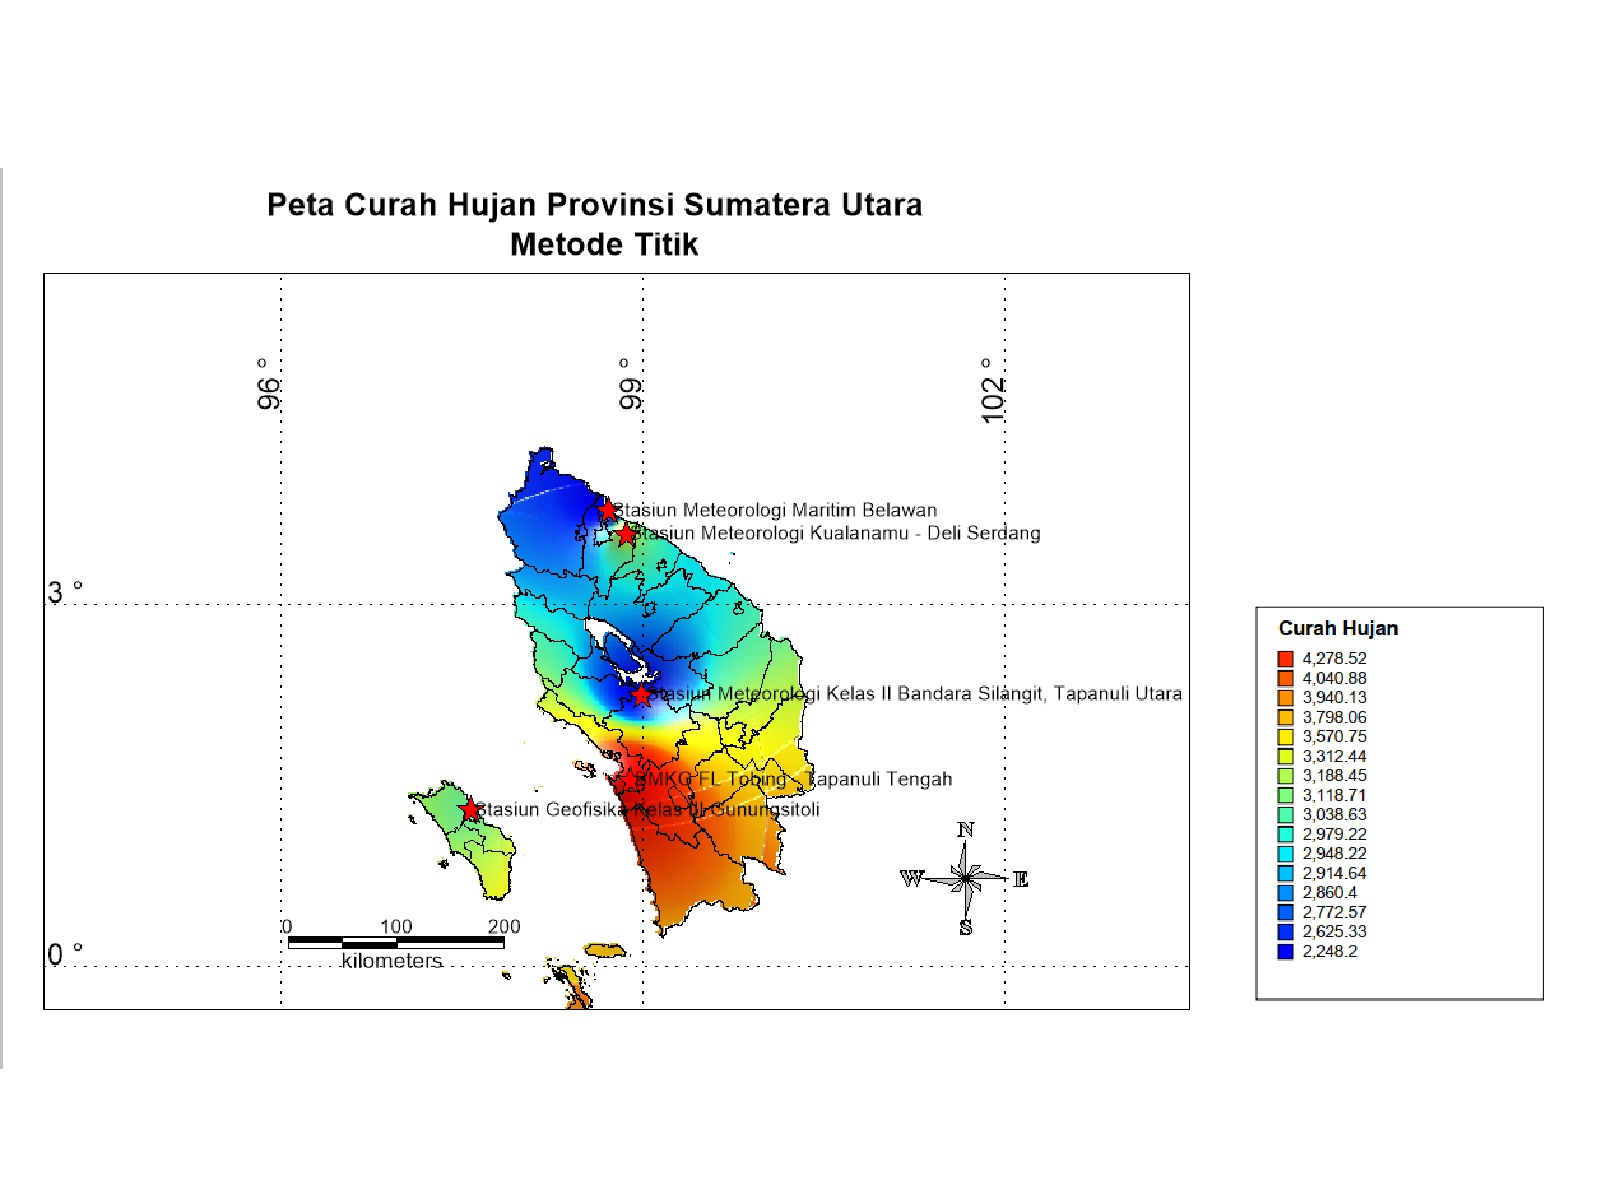 Peta Curah Hujan Provinsi Sumatera Utara
Metode Titik
96 °
99 °
102 °
Stasiun Meteorologi Maritim Belawan
Stasiun Meteorologi Kualanamu - Deli Serdang
3 °
Stasiun Meteorologi Kelas II Bandara Silangit, Tapanuli Utara
BMKG FL Tobing - Tapanuli Tengah
Stasiun Geofisika Kelas III Gunungsitoli
N
W
E
S
0 100 200
kilometers
0 °
Curah Hujan
4,278.52
4,040.88
3,940.13
3,798.06
3,570.75
3,312.44
3,188.45
3,118.71
3,038.63
2,979.22
2,948.22
2,914.64
2,860.4
2,772.57
2,625.33
2,248.2